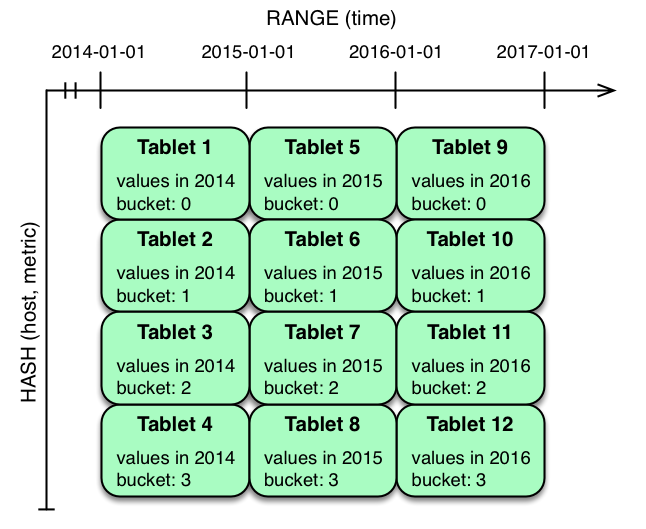 RANGE (time)
2014-01-01
2015-01-01
2016-01-01
2017-01-01
HASH (host, metric)
Tablet 1
values in 2014
bucket: 0
Tablet 5
values in 2015
bucket: 0
Tablet 9
values in 2016
bucket: 0
Tablet 2
values in 2014
bucket: 1
Tablet 6
values in 2015
bucket: 1
Tablet 10
values in 2016
bucket: 1
Tablet 3
values in 2014
bucket: 2
Tablet 7
values in 2015
bucket: 2
Tablet 11
values in 2016
bucket: 2
Tablet 4
values in 2014
bucket: 3
Tablet 8
values in 2015
bucket: 3
Tablet 12
values in 2016
bucket: 3